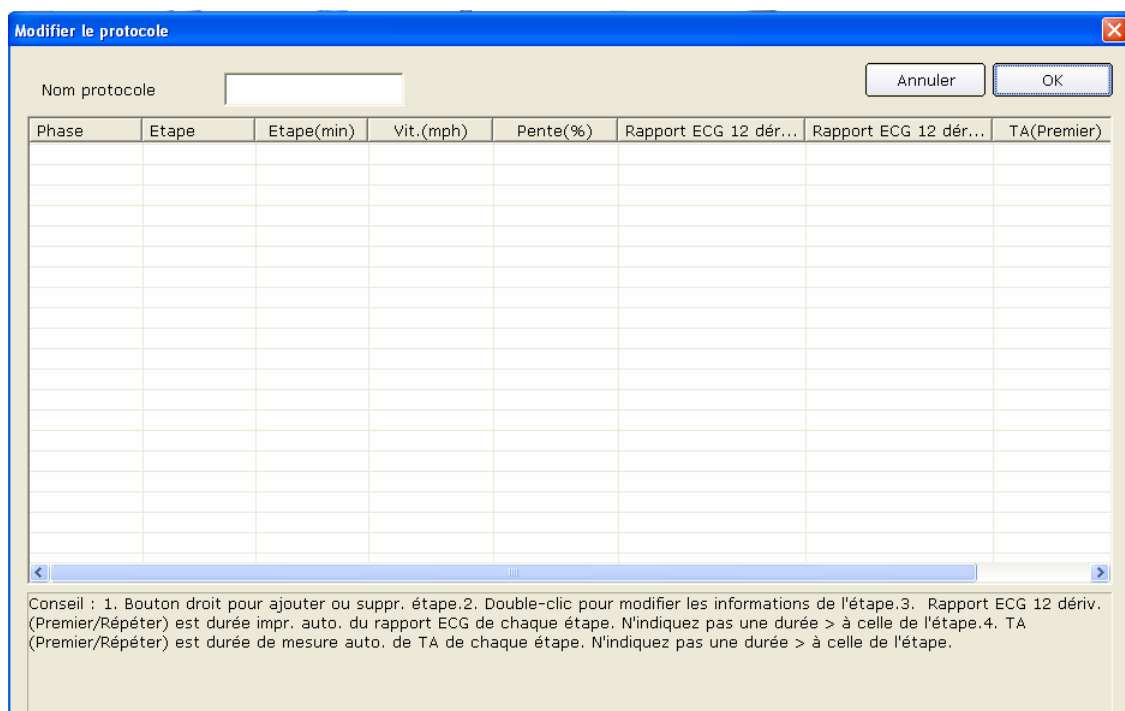 Modifier le protocole
Nom protocole
Annuler
OK
Phase Etape Etape(min) Vit.(mph) Pente(%) Rapport ECG 12 dér... Rapport ECG 12 dér... TA(Premier)
Conseil : 1. Bouton droit pour ajouter ou suppr. étape.2. Double-clic pour modifier les informations de l'étape.3.  Rapport ECG 12 dériv.
(Premier/Répéter) est durée impr. auto. du rapport ECG de chaque étape. N'indiquez pas une durée > à celle de l'étape.4. TA
(Premier/Répéter) est durée de mesure auto. de TA de chaque étape. N'indiquez pas une durée > à celle de l'étape.